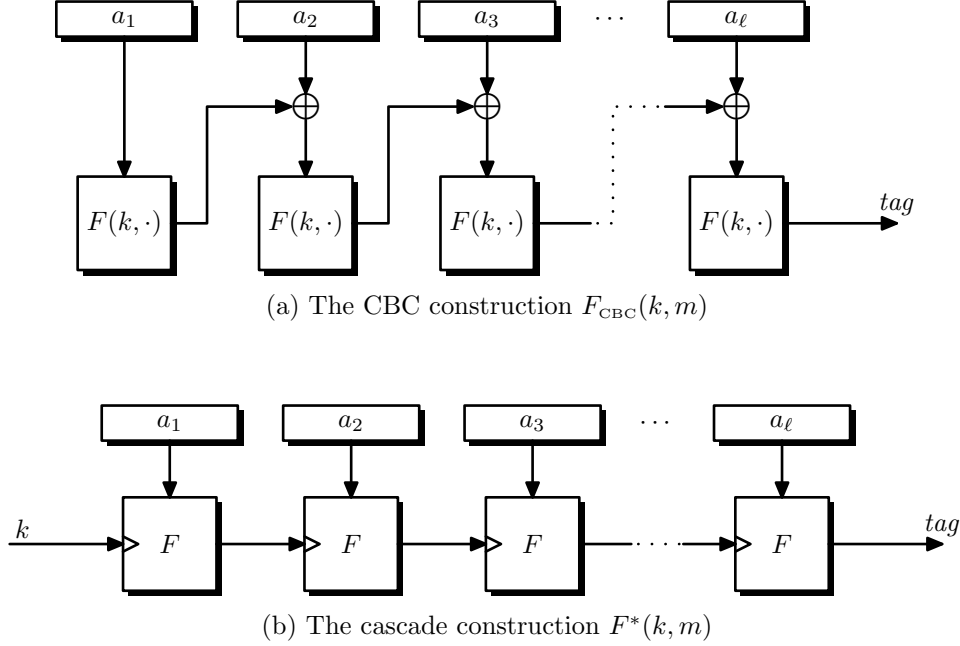 a₁ a₂ a₃ ··· aℓ
F(k, ·) F(k, ·) F(k, ·) F(k, ·) tag
(a) The CBC construction F_CBC(k, m)
a₁ a₂ a₃ ··· aℓ
k F F F F tag
(b) The cascade construction F*(k, m)